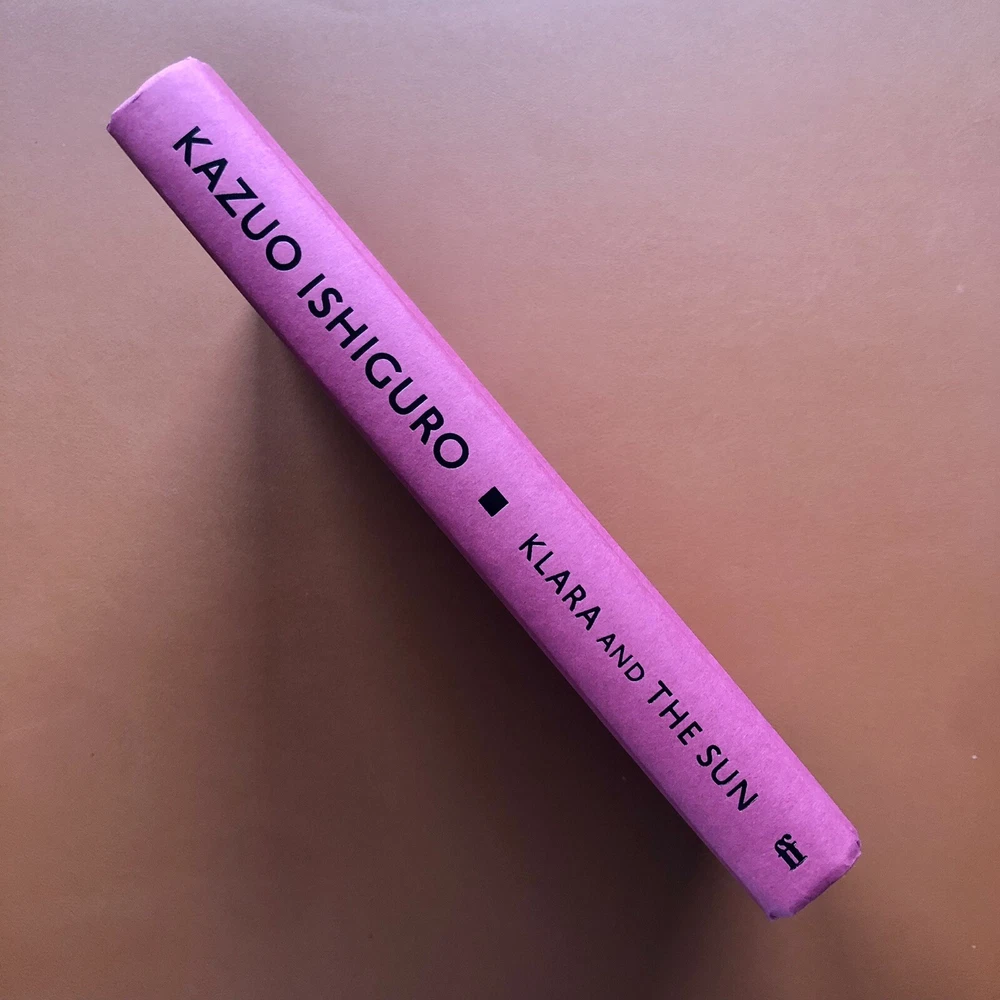 KAZUO ISHIGURO ■ KLARA AND THE SUN
ff